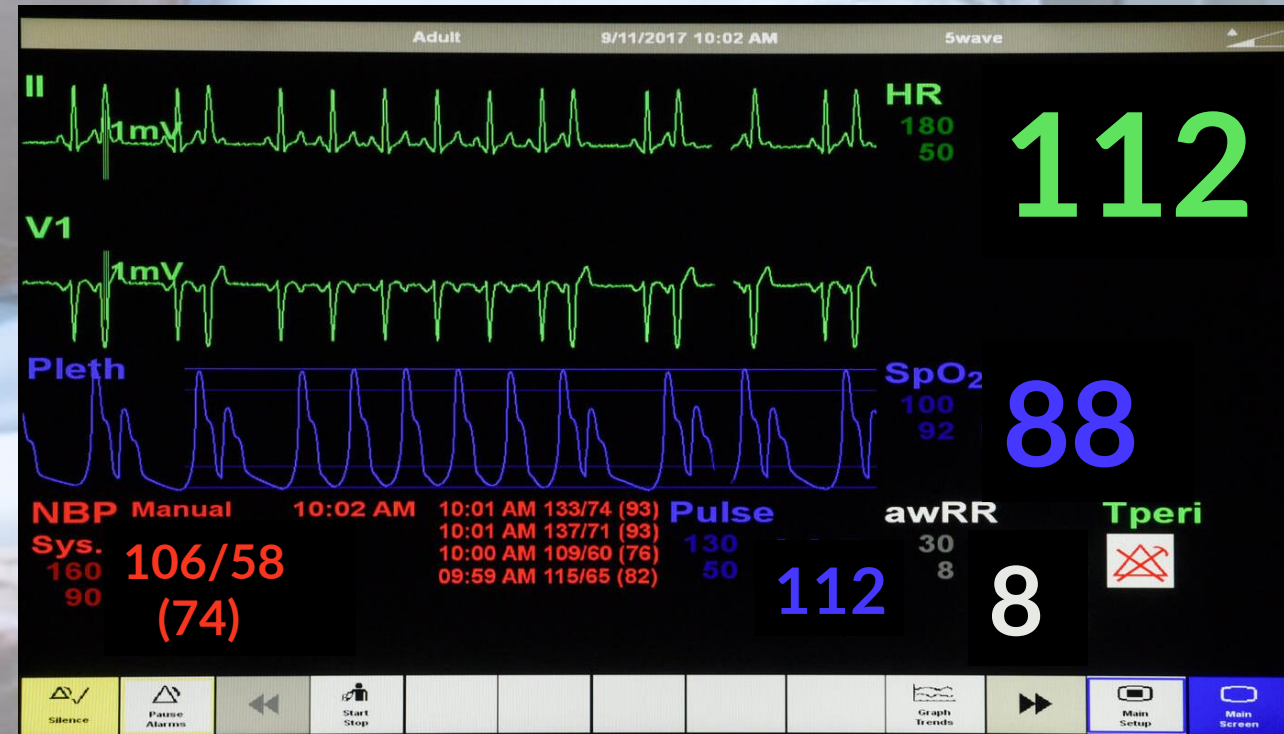 Adult 9/11/2017 10:02 AM 5wave
II
1mV
HR
180
50
112
V1
1mV
Pleth
SpO₂
100
92
88
NBP Manual 10:02 AM
Sys.
160
90
106/58
(74)
10:01 AM 133/74 (93)
10:01 AM 137/71 (93)
10:00 AM 109/60 (76)
09:59 AM 115/65 (82)
Pulse
130
50
112
awRR
30
8
8
Tperi
Silence
Pause
Alarms
Start
Stop
Graph
Trends
Main
Setup
Main
Screen